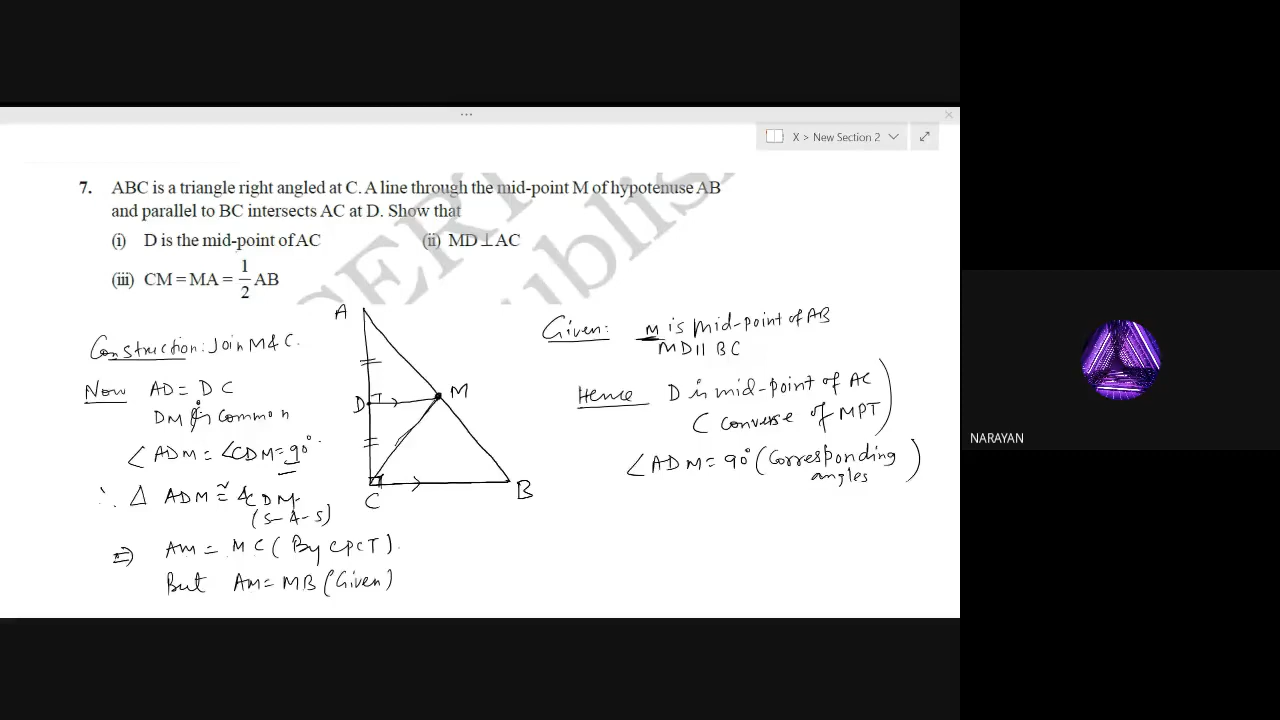 X > New Section 2
7. ABC is a triangle right angled at C. A line through the mid-point M of hypotenuse AB
and parallel to BC intersects AC at D. Show that
(i) D is the mid-point of AC (ii) MD ⊥ AC
(iii) CM = MA = 1/2 AB
Construction: Join M & C.
Now AD = DC
DM is common
∠ADM = ∠CDM = 90°.
∴ Δ ADM ≅ Δ CDM
(S-A-S)
⇒ AM = MC (By CPCT).
But AM = MB (Given)
A
D
M
C
B
Given: M is mid-point of AB
MD || BC
Hence D is mid-point of AC
( converse of MPT)
∠ADM = 90° (Corresponding
angles)
NARAYAN